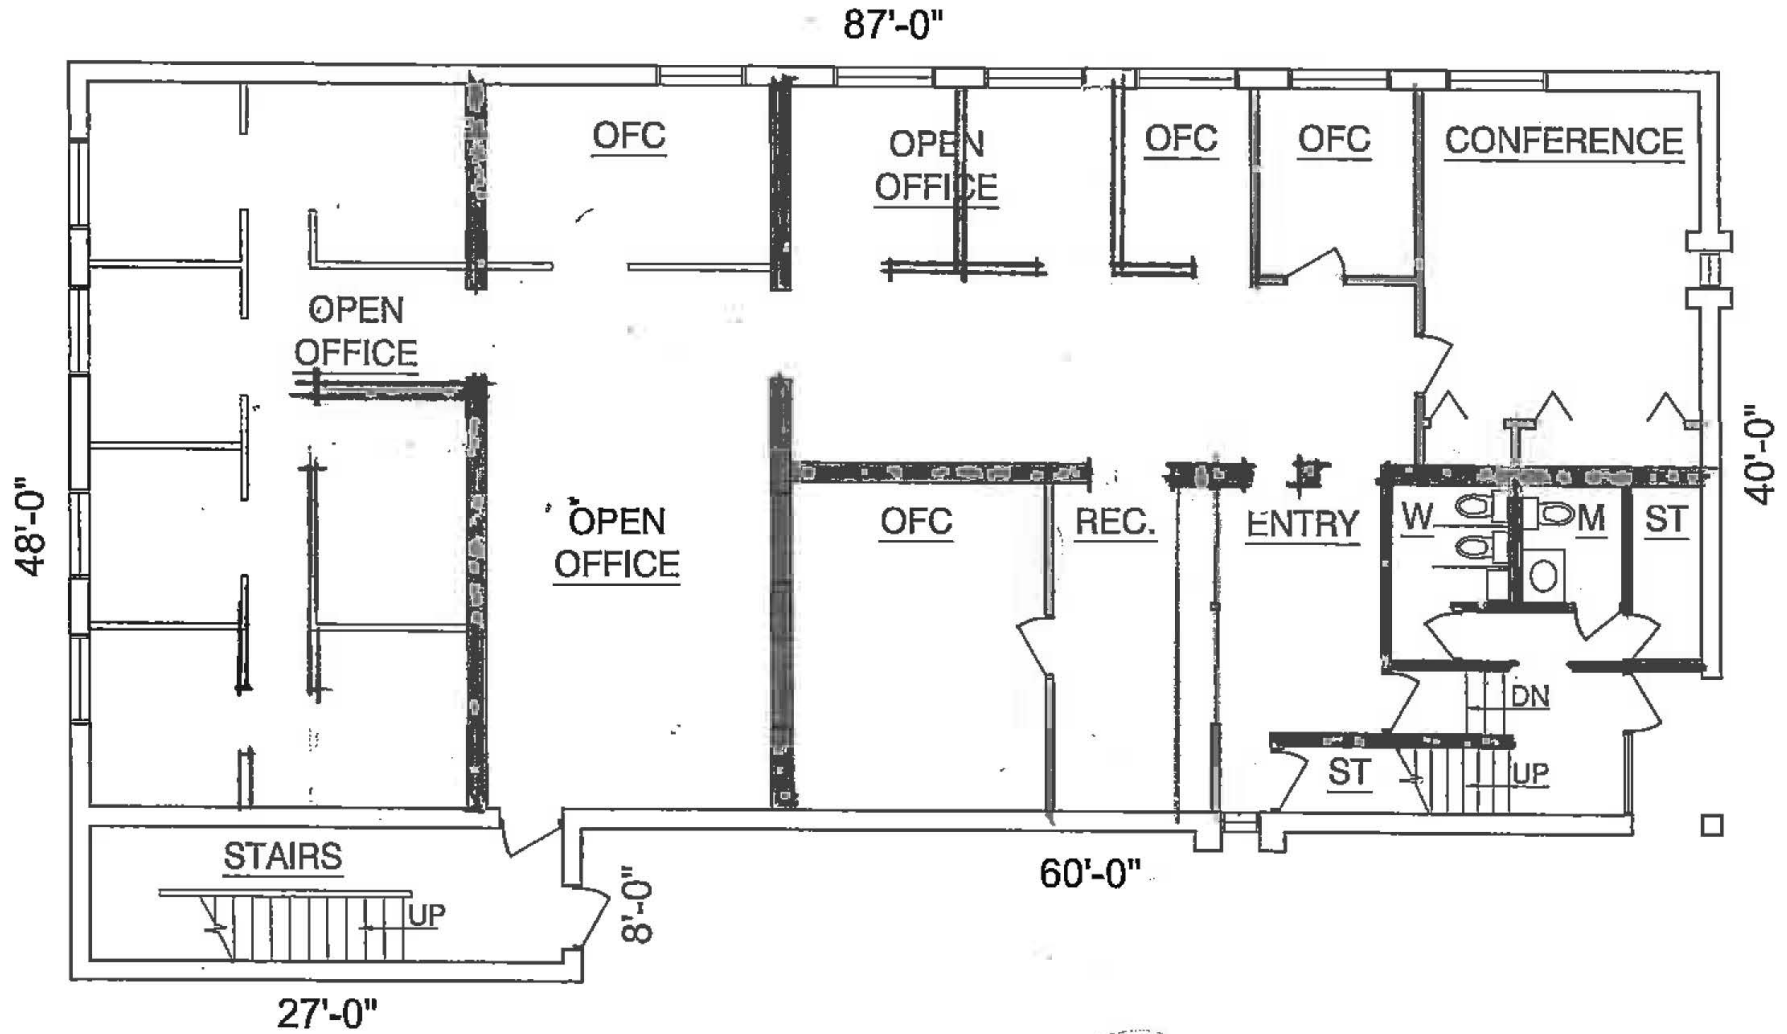 87'-0"
OFC
OPEN
OFFICE
OFC
OFC
CONFERENCE
OPEN
OFFICE
40'-0"
48'-0"
OPEN
OFFICE
OFC
REC.
ENTRY
W
M
ST
DN
ST
UP
STAIRS
UP
8'-0"
60'-0"
27'-0"